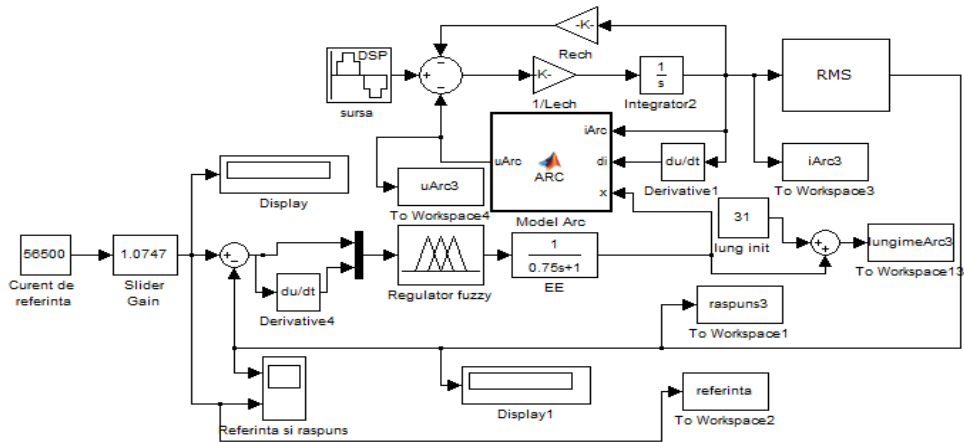 -K-
Rech
DSP
sursa
+
−
−
K-
1/Lech
1
s
Integrator2
RMS
iArc
uArc
di
x
ARC
Model Arc
du/dt
Derivative1
iArc3
To Workspace3
Display
uArc3
To Workspace4
31
lung init
+
+
lungimeArc3
To Workspace13
56500
Curent de
referinta
1.0747
Slider
Gain
+
−
du/dt
Derivative4
Regulator fuzzy
1
0.75s+1
EE
raspuns3
To Workspace1
Referinta si raspuns
Display1
referinta
To Workspace2